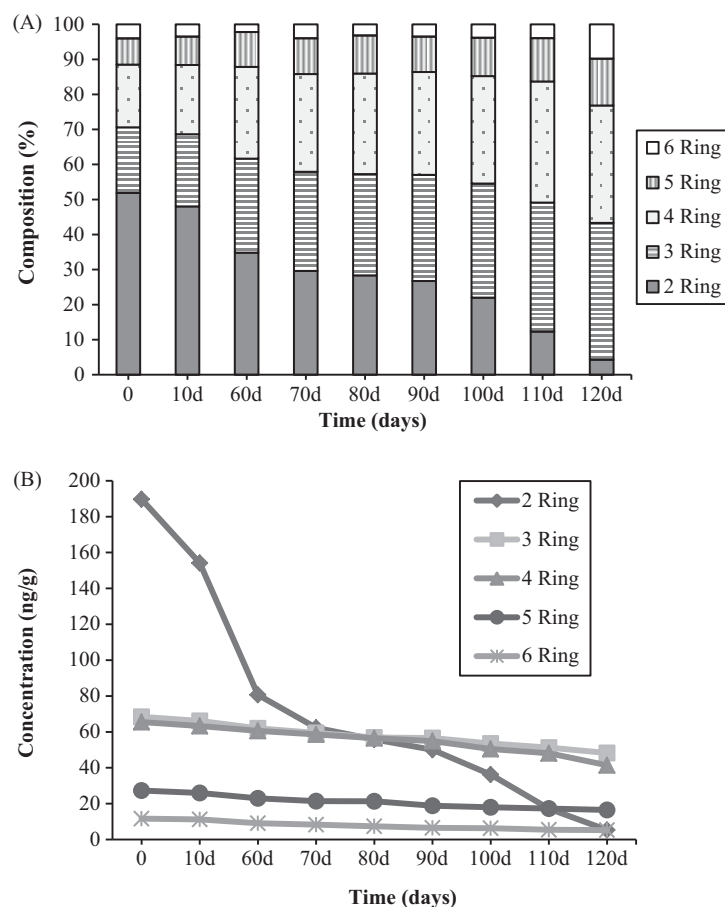 (A)
100
90
80
70
60
50
40
30
20
10
0
Composition (%)
0 10d 60d 70d 80d 90d 100d 110d 120d
Time (days)
6 Ring
5 Ring
4 Ring
3 Ring
2 Ring
(B)
200
180
160
140
120
100
80
60
40
20
0
Concentration (ng/g)
0 10d 60d 70d 80d 90d 100d 110d 120d
Time (days)
2 Ring
3 Ring
4 Ring
5 Ring
6 Ring